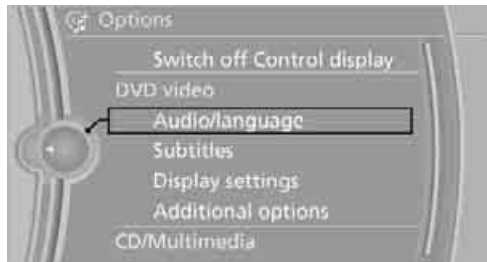 Options
Switch off Control display
DVD video
Audio/language
Subtitles
Display settings
Additional options
CD/Multimedia